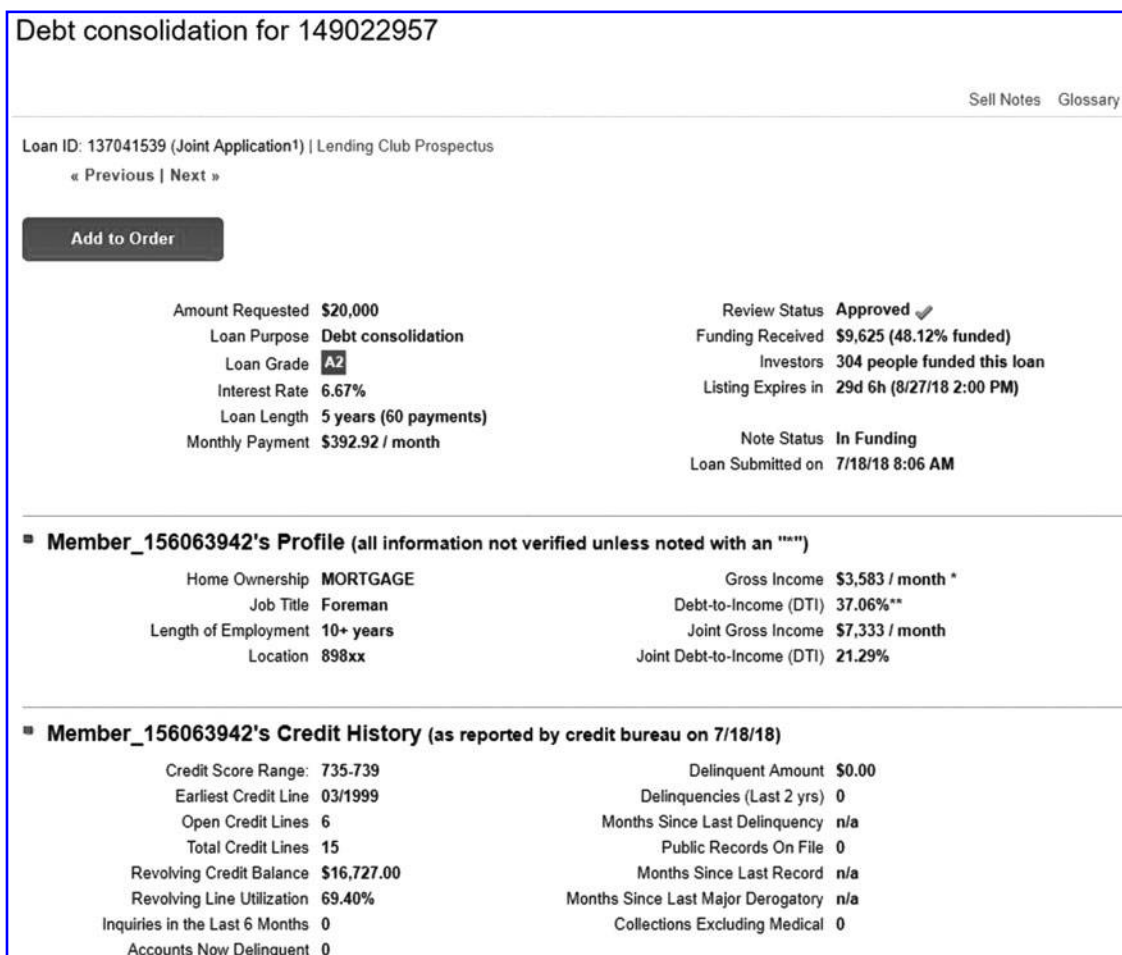 Debt consolidation for 149022957
Sell Notes Glossary
Loan ID: 137041539 (Joint Application1) | Lending Club Prospectus
« Previous | Next »
Add to Order
Amount Requested $20,000
Loan Purpose Debt consolidation
Loan Grade A2
Interest Rate 6.67%
Loan Length 5 years (60 payments)
Monthly Payment $392.92 / month
Review Status Approved
Funding Received $9,625 (48.12% funded)
Investors 304 people funded this loan
Listing Expires in 29d 6h (8/27/18 2:00 PM)
Note Status In Funding
Loan Submitted on 7/18/18 8:06 AM
Member_156063942's Profile (all information not verified unless noted with an "*")
Home Ownership MORTGAGE
Job Title Foreman
Length of Employment 10+ years
Location 898xx
Gross Income $3,583 / month *
Debt-to-Income (DTI) 37.06%**
Joint Gross Income $7,333 / month
Joint Debt-to-Income (DTI) 21.29%
Member_156063942's Credit History (as reported by credit bureau on 7/18/18)
Credit Score Range: 735-739
Earliest Credit Line 03/1999
Open Credit Lines 6
Total Credit Lines 15
Revolving Credit Balance $16,727.00
Revolving Line Utilization 69.40%
Inquiries in the Last 6 Months 0
Accounts Now Delinquent 0
Delinquent Amount $0.00
Delinquencies (Last 2 yrs) 0
Months Since Last Delinquency n/a
Public Records On File 0
Months Since Last Record n/a
Months Since Last Major Derogatory n/a
Collections Excluding Medical 0